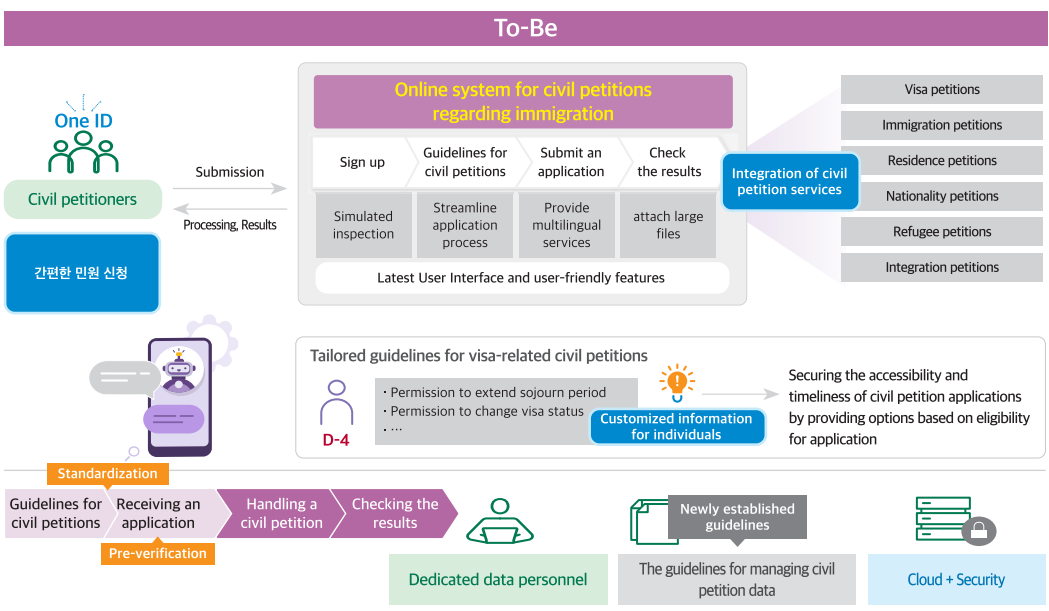 To-Be
One ID
Civil petitioners
간편한 민원 신청
Submission
Processing, Results
Online system for civil petitions
regarding immigration
Sign up
Guidelines for
civil petitions
Submit an
application
Check
the results
Simulated
inspection
Streamline
application
process
Provide
multilingual
services
attach large
files
Latest User Interface and user-friendly features
Integration of civil
petition services
Visa petitions
Immigration petitions
Residence petitions
Nationality petitions
Refugee petitions
Integration petitions
Tailored guidelines for visa-related civil petitions
D-4
· Permission to extend sojourn period
· Permission to change visa status
· ···
Customized information
for individuals
Securing the accessibility and
timeliness of civil petition applications
by providing options based on eligibility
for application
Standardization
Guidelines for
civil petitions
Receiving an
application
Handling a
civil petition
Checking the
results
Pre-verification
Dedicated data personnel
Newly established
guidelines
The guidelines for managing civil
petition data
Cloud + Security